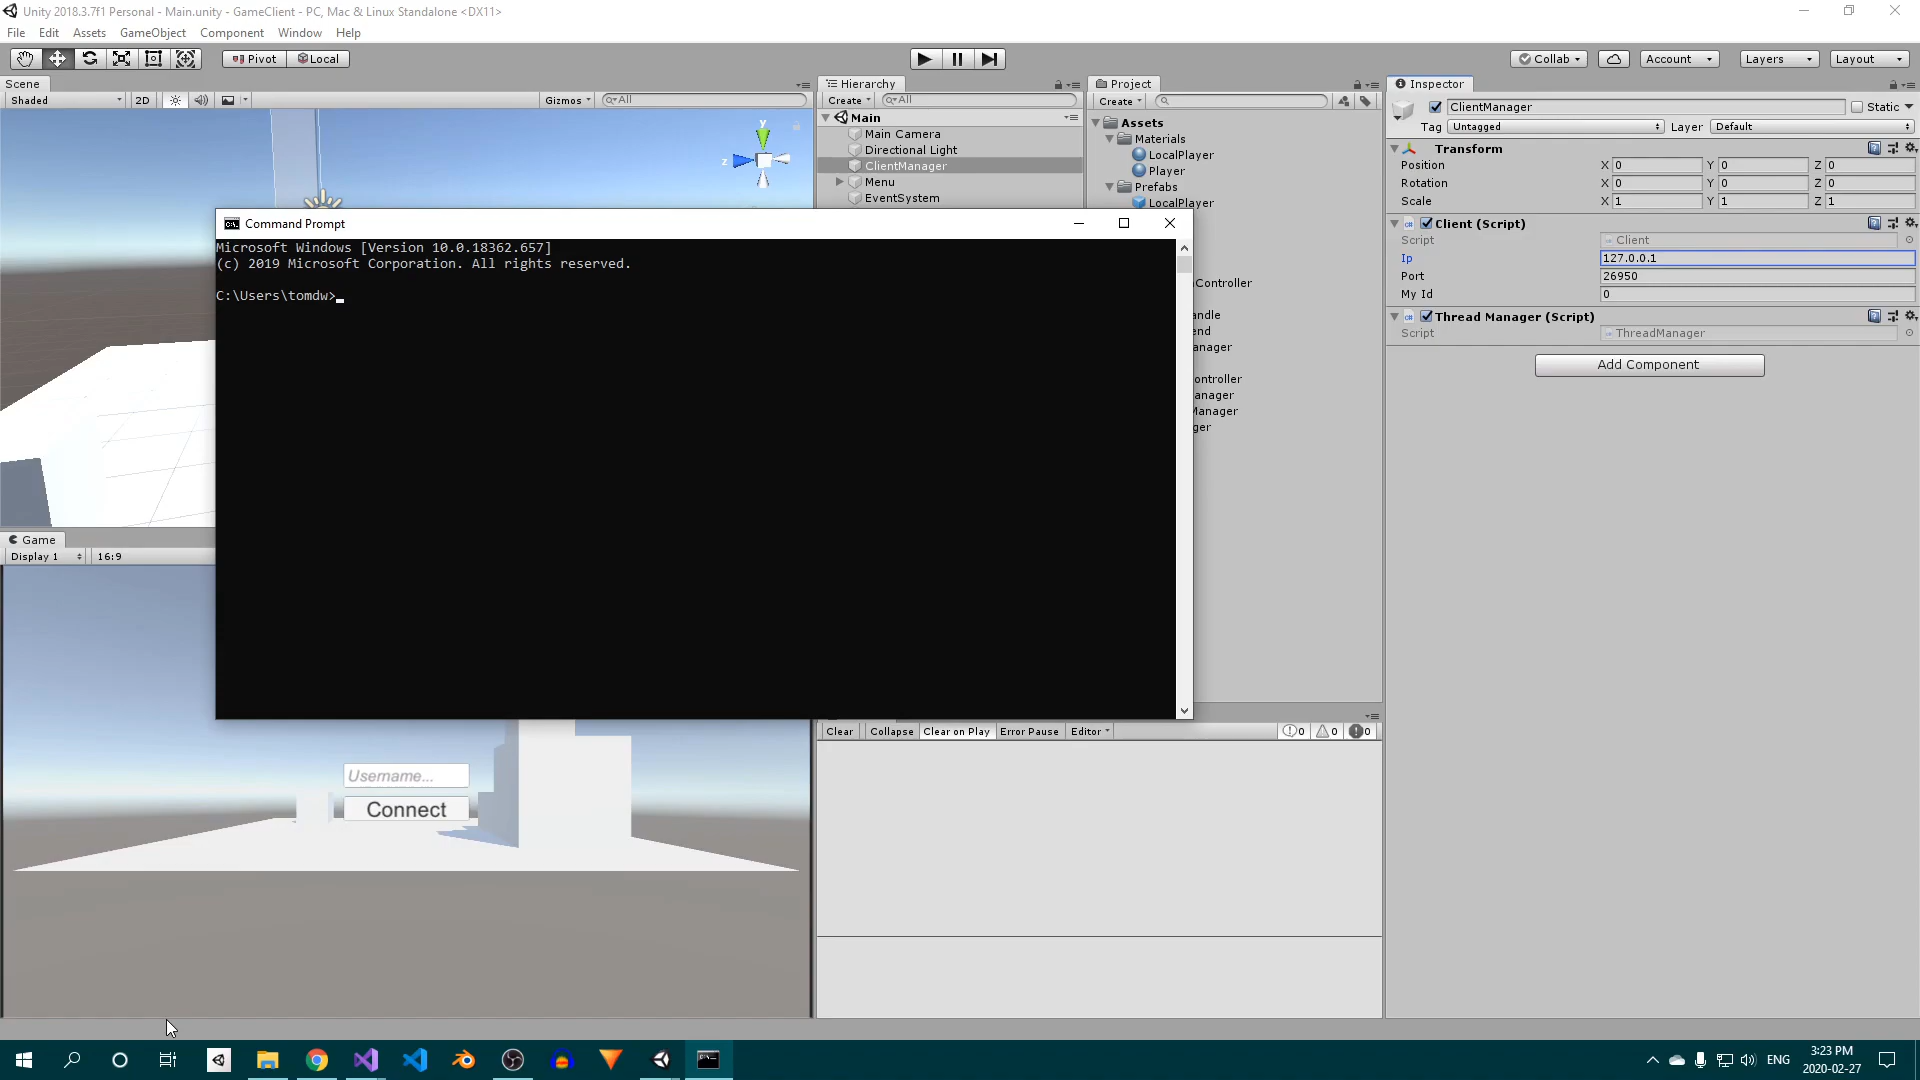 Unity 2018.3.7f1 Personal - Main.unity - GameClient - PC, Mac & Linux Standalone <DX11>
File Edit Assets GameObject Component Window Help
Pivot Local Collab Account Layers Layout
Scene
Shaded 2D Gizmos All
y
z
Hierarchy
Create All
Main
Main Camera
Directional Light
ClientManager
Menu
EventSystem
Project
Create
Assets
Materials
LocalPlayer
Player
Prefabs
LocalPlayer
Controller
andle
end
anager
ontroller
anager
Manager
ger
Inspector
ClientManager Static
Tag Untagged Layer Default
Transform
Position X 0 Y 0 Z 0
Rotation X 0 Y 0 Z 0
Scale X 1 Y 1 Z 1
Client (Script)
Script Client
Ip 127.0.0.1
Port 26950
My Id 0
Thread Manager (Script)
Script ThreadManager
Add Component
Command Prompt
Microsoft Windows [Version 10.0.18362.657]
(c) 2019 Microsoft Corporation. All rights reserved.
C:\Users\tomdw>
Game
Display 1 16:9
Username...
Connect
Clear Collapse Clear on Play Error Pause Editor 0 0 0
ENG
3:23 PM
2020-02-27